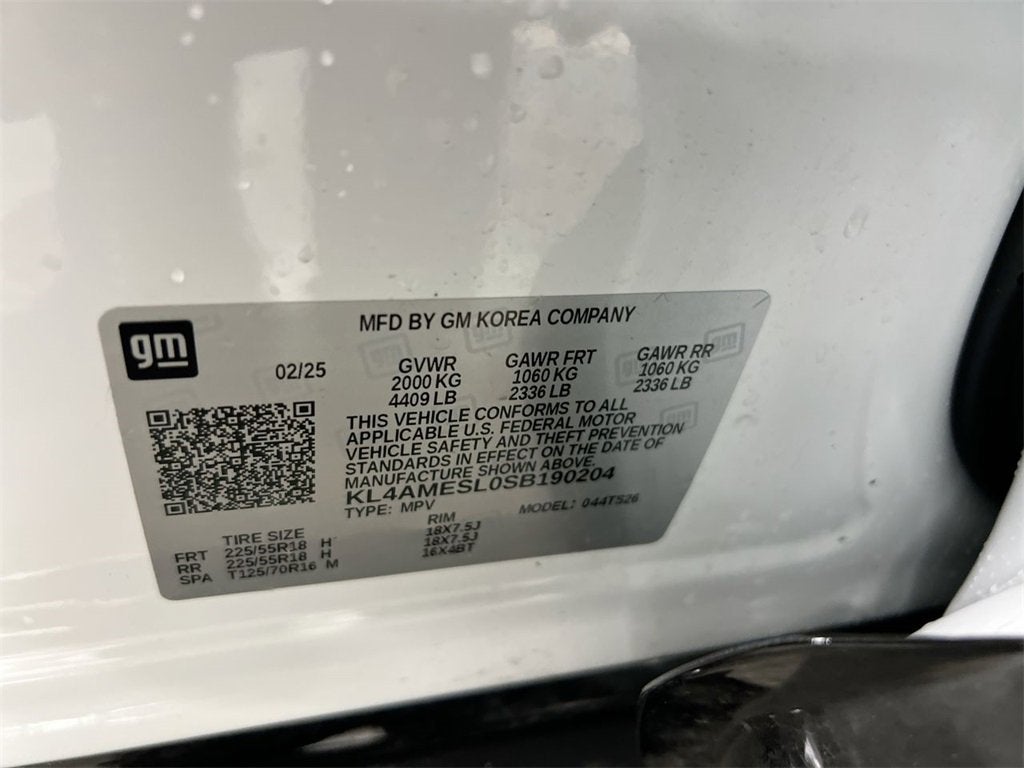 gm
MFD BY GM KOREA COMPANY
02/25
GVWR GAWR FRT GAWR RR
2000 KG 1060 KG 1060 KG
4409 LB 2336 LB 2336 LB
THIS VEHICLE CONFORMS TO ALL
APPLICABLE U.S. FEDERAL MOTOR
VEHICLE SAFETY AND THEFT PREVENTION
STANDARDS IN EFFECT ON THE DATE OF
MANUFACTURE SHOWN ABOVE.
KL4AMESL0SB190204
TYPE: MPV MODEL: 044T526
TIRE SIZE RIM
FRT 225/55R18 H 18X7.5J
RR 225/55R18 H 18X7.5J
SPA T125/70R16 M 16X4BT